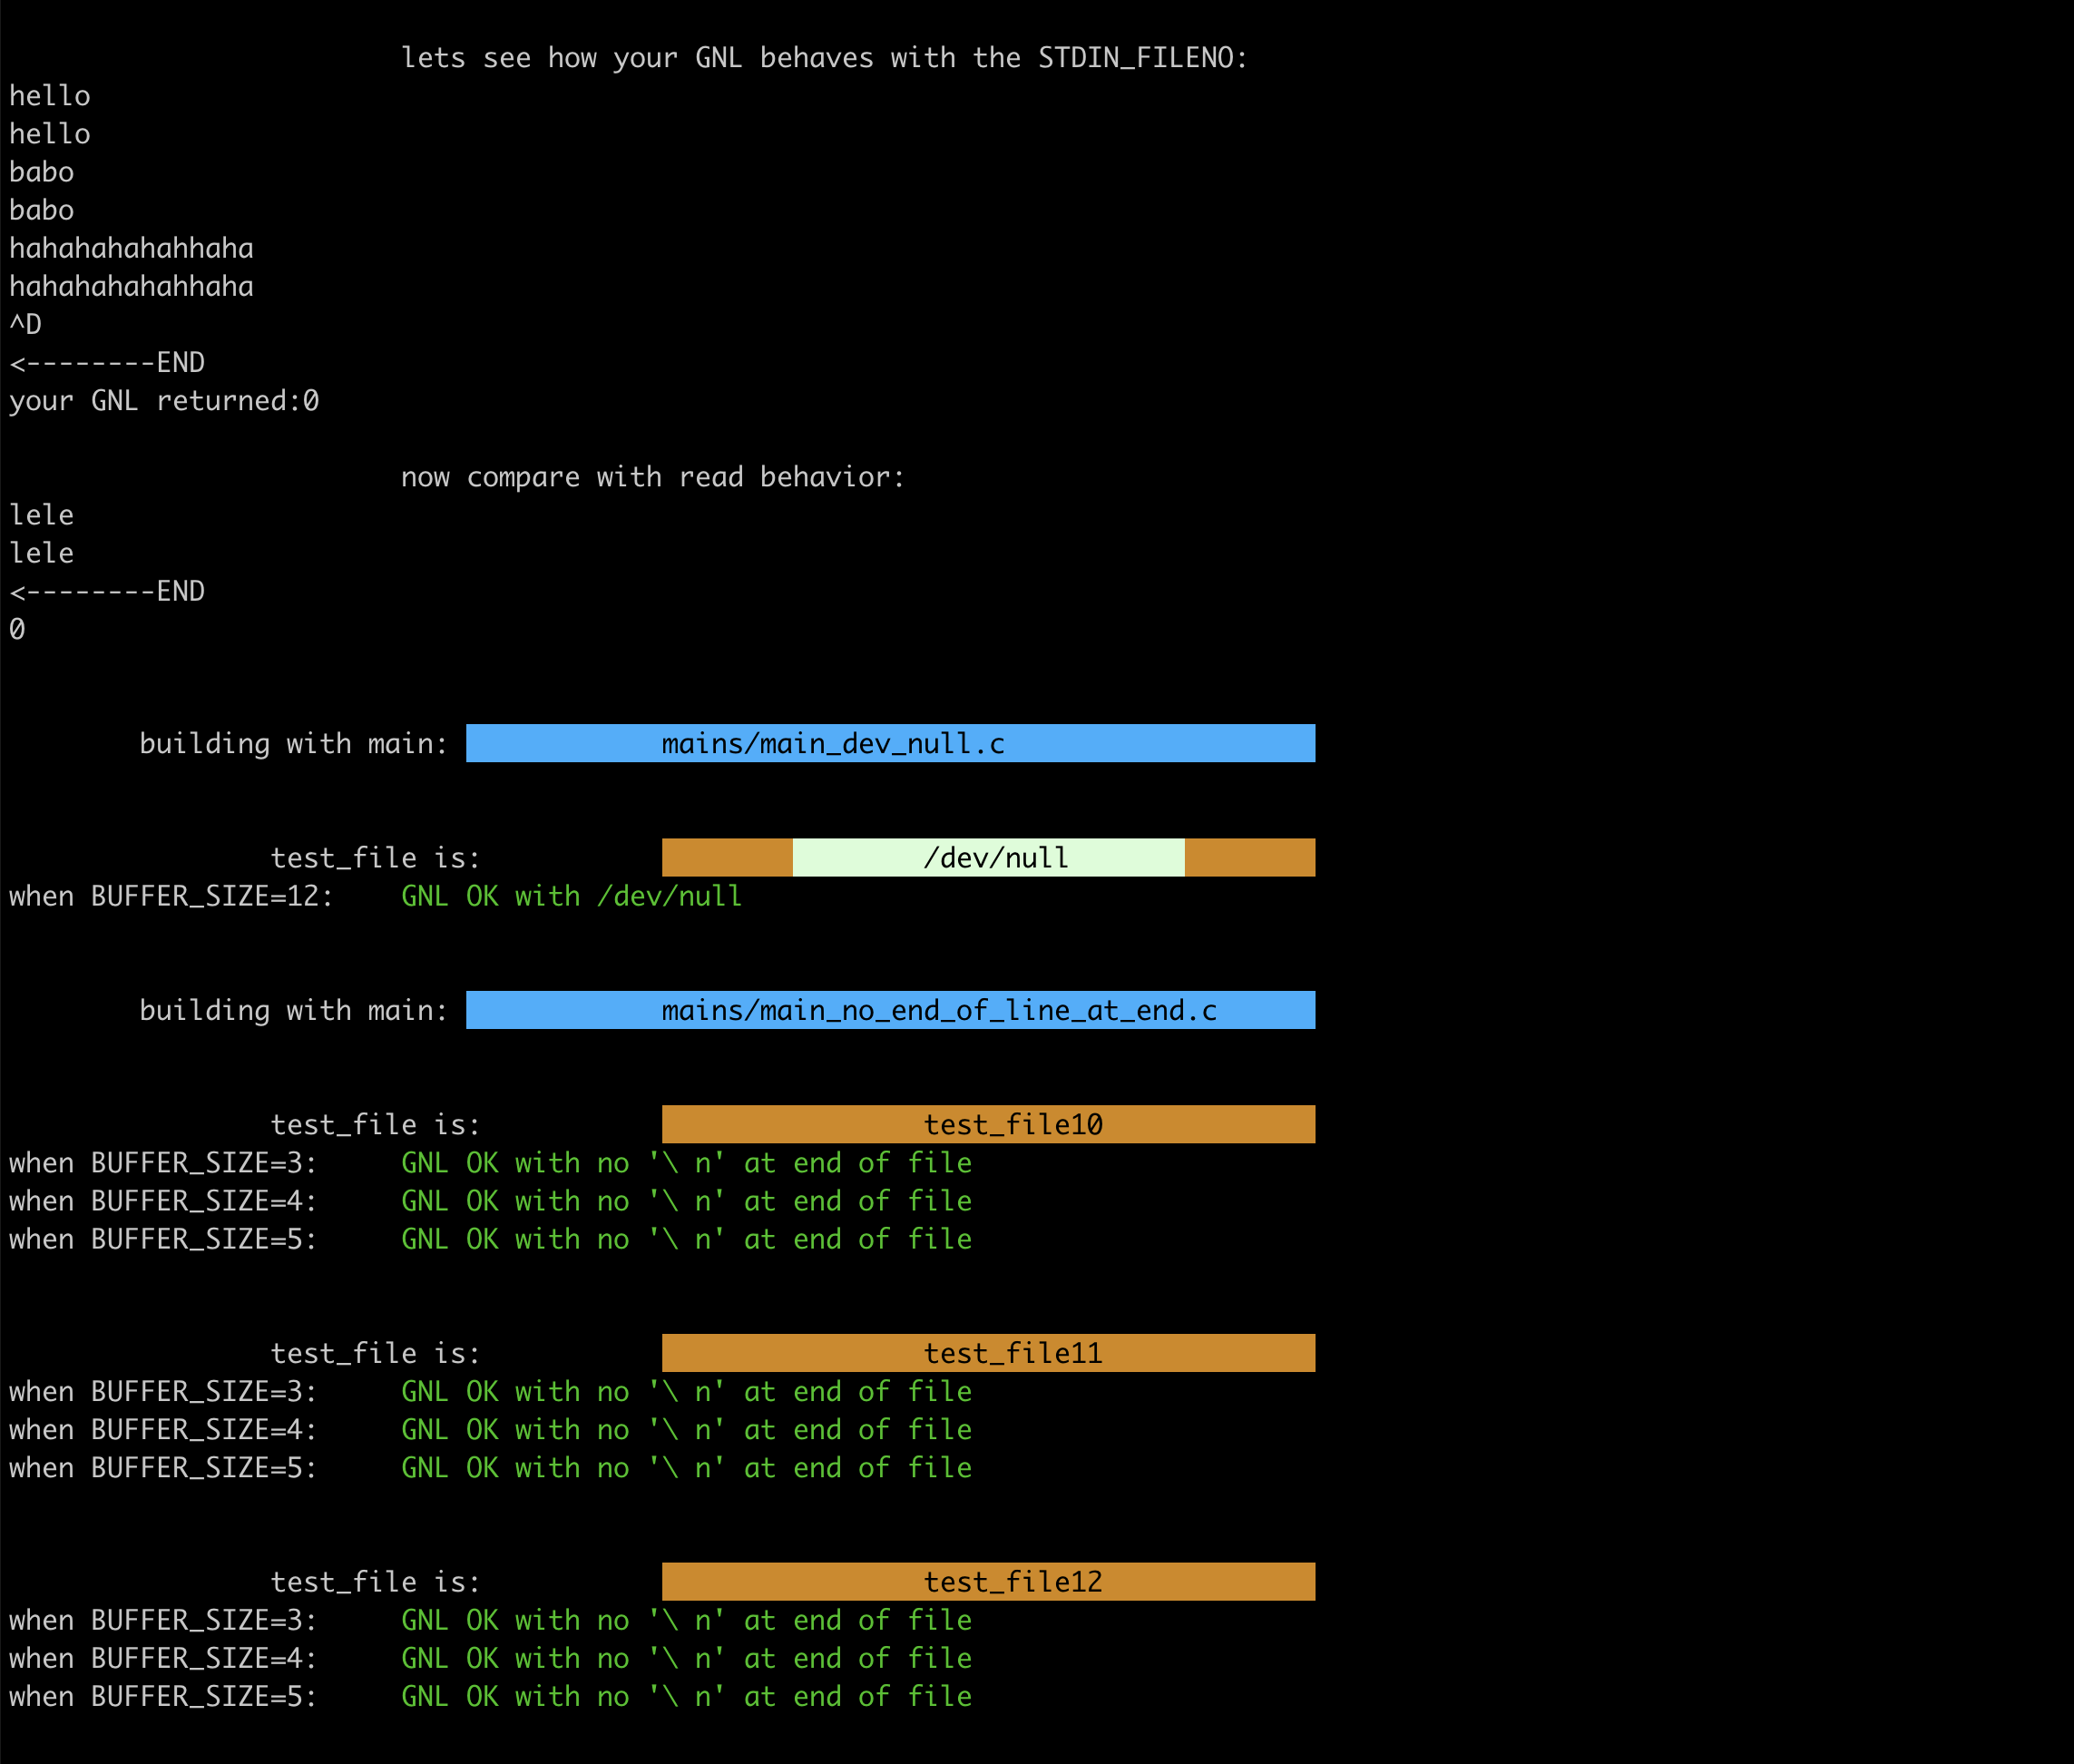 lets see how your GNL behaves with the STDIN_FILENO:
hello
hello
babo
babo
hahahahahahhaha
hahahahahahhaha
^D
<--------END
your GNL returned:0
now compare with read behavior:
lele
lele
<--------END
0
building with main: mains/main_dev_null.c
test_file is: /dev/null
when BUFFER_SIZE=12: GNL OK with /dev/null
building with main: mains/main_no_end_of_line_at_end.c
test_file is: test_file10
when BUFFER_SIZE=3: GNL OK with no '\ n' at end of file
when BUFFER_SIZE=4: GNL OK with no '\ n' at end of file
when BUFFER_SIZE=5: GNL OK with no '\ n' at end of file
test_file is: test_file11
when BUFFER_SIZE=3: GNL OK with no '\ n' at end of file
when BUFFER_SIZE=4: GNL OK with no '\ n' at end of file
when BUFFER_SIZE=5: GNL OK with no '\ n' at end of file
test_file is: test_file12
when BUFFER_SIZE=3: GNL OK with no '\ n' at end of file
when BUFFER_SIZE=4: GNL OK with no '\ n' at end of file
when BUFFER_SIZE=5: GNL OK with no '\ n' at end of file